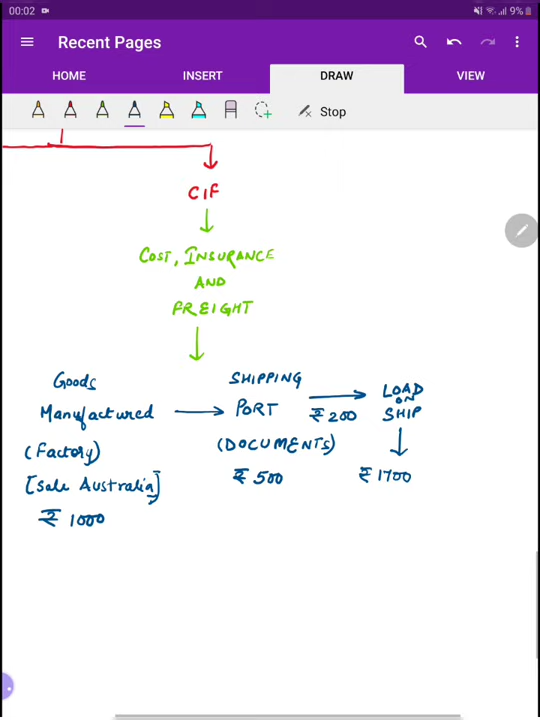 00:02
9%
Recent Pages
HOME INSERT DRAW VIEW
Stop
CIF
COST, INSURANCE
AND
FREIGHT
Goods
Manufactured
(Factory)
[Sale Australia]
₹ 1000
SHIPPING
PORT
(DOCUMENTS)
₹ 500
₹ 200
LOAD
ON
SHIP
₹ 1700